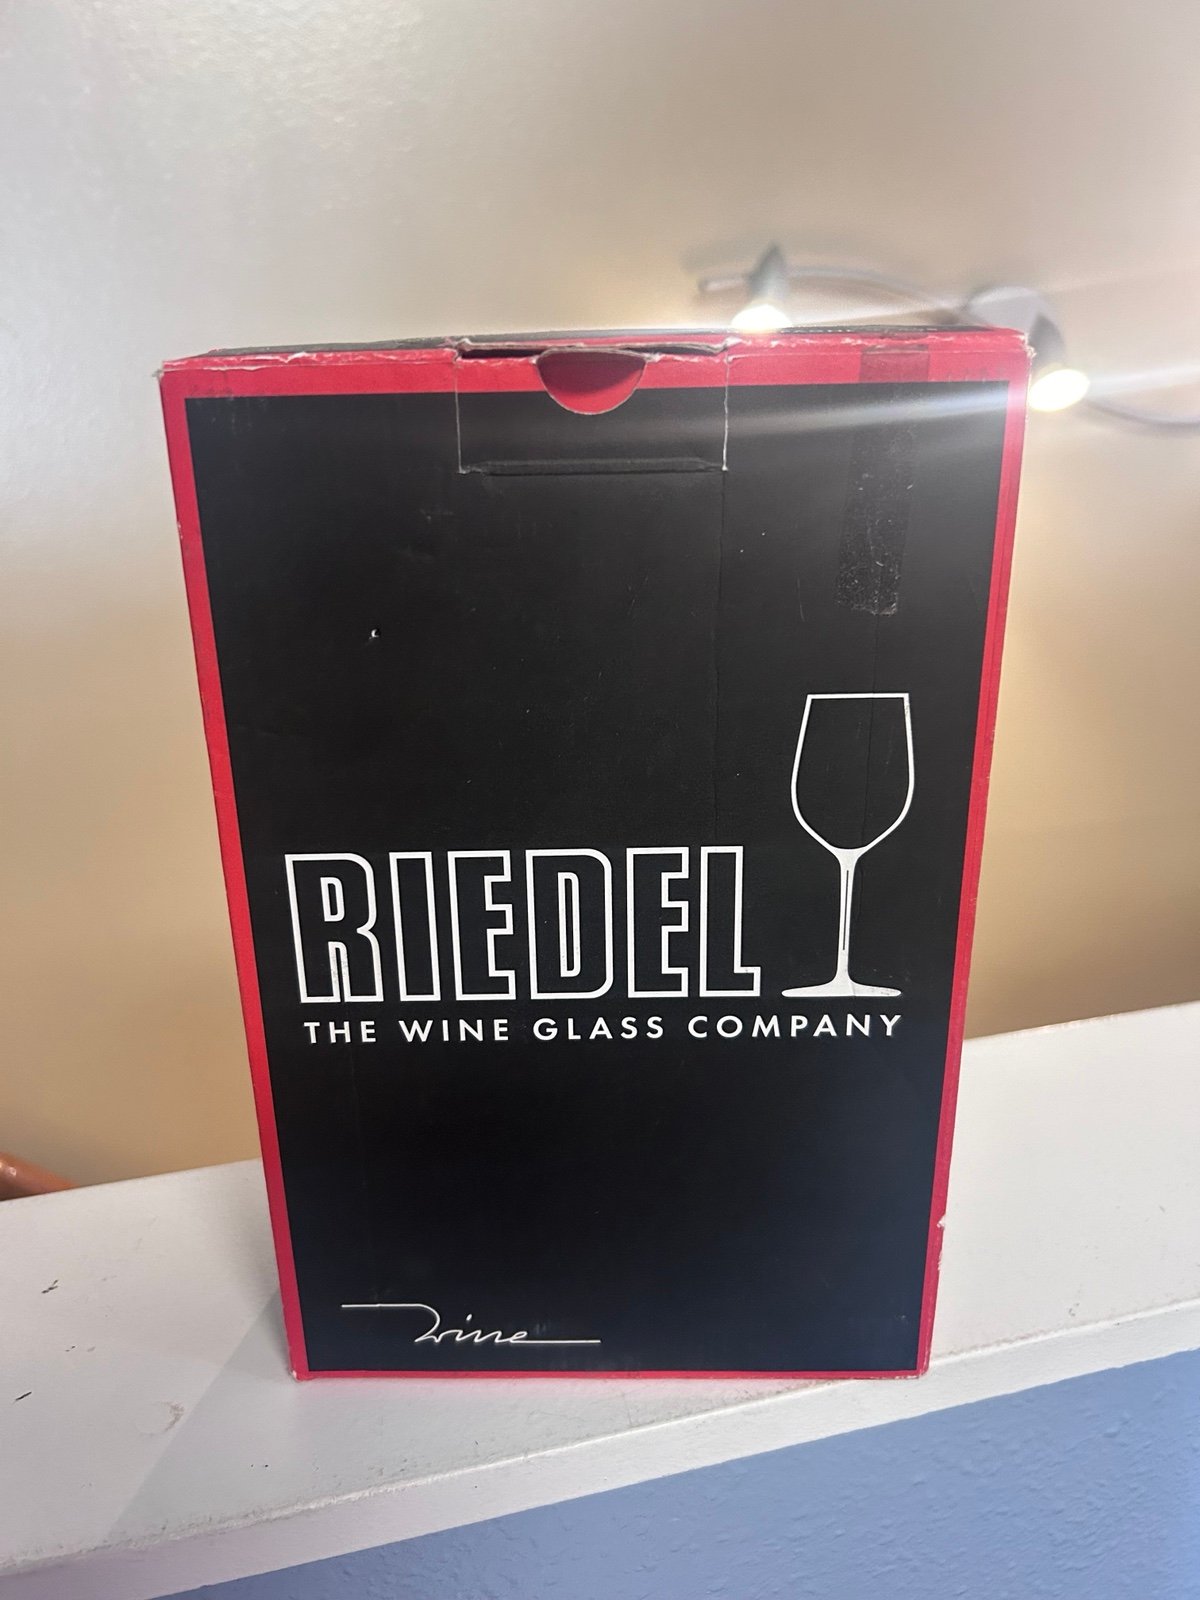 RIEDEL
THE WINE GLASS COMPANY
wine